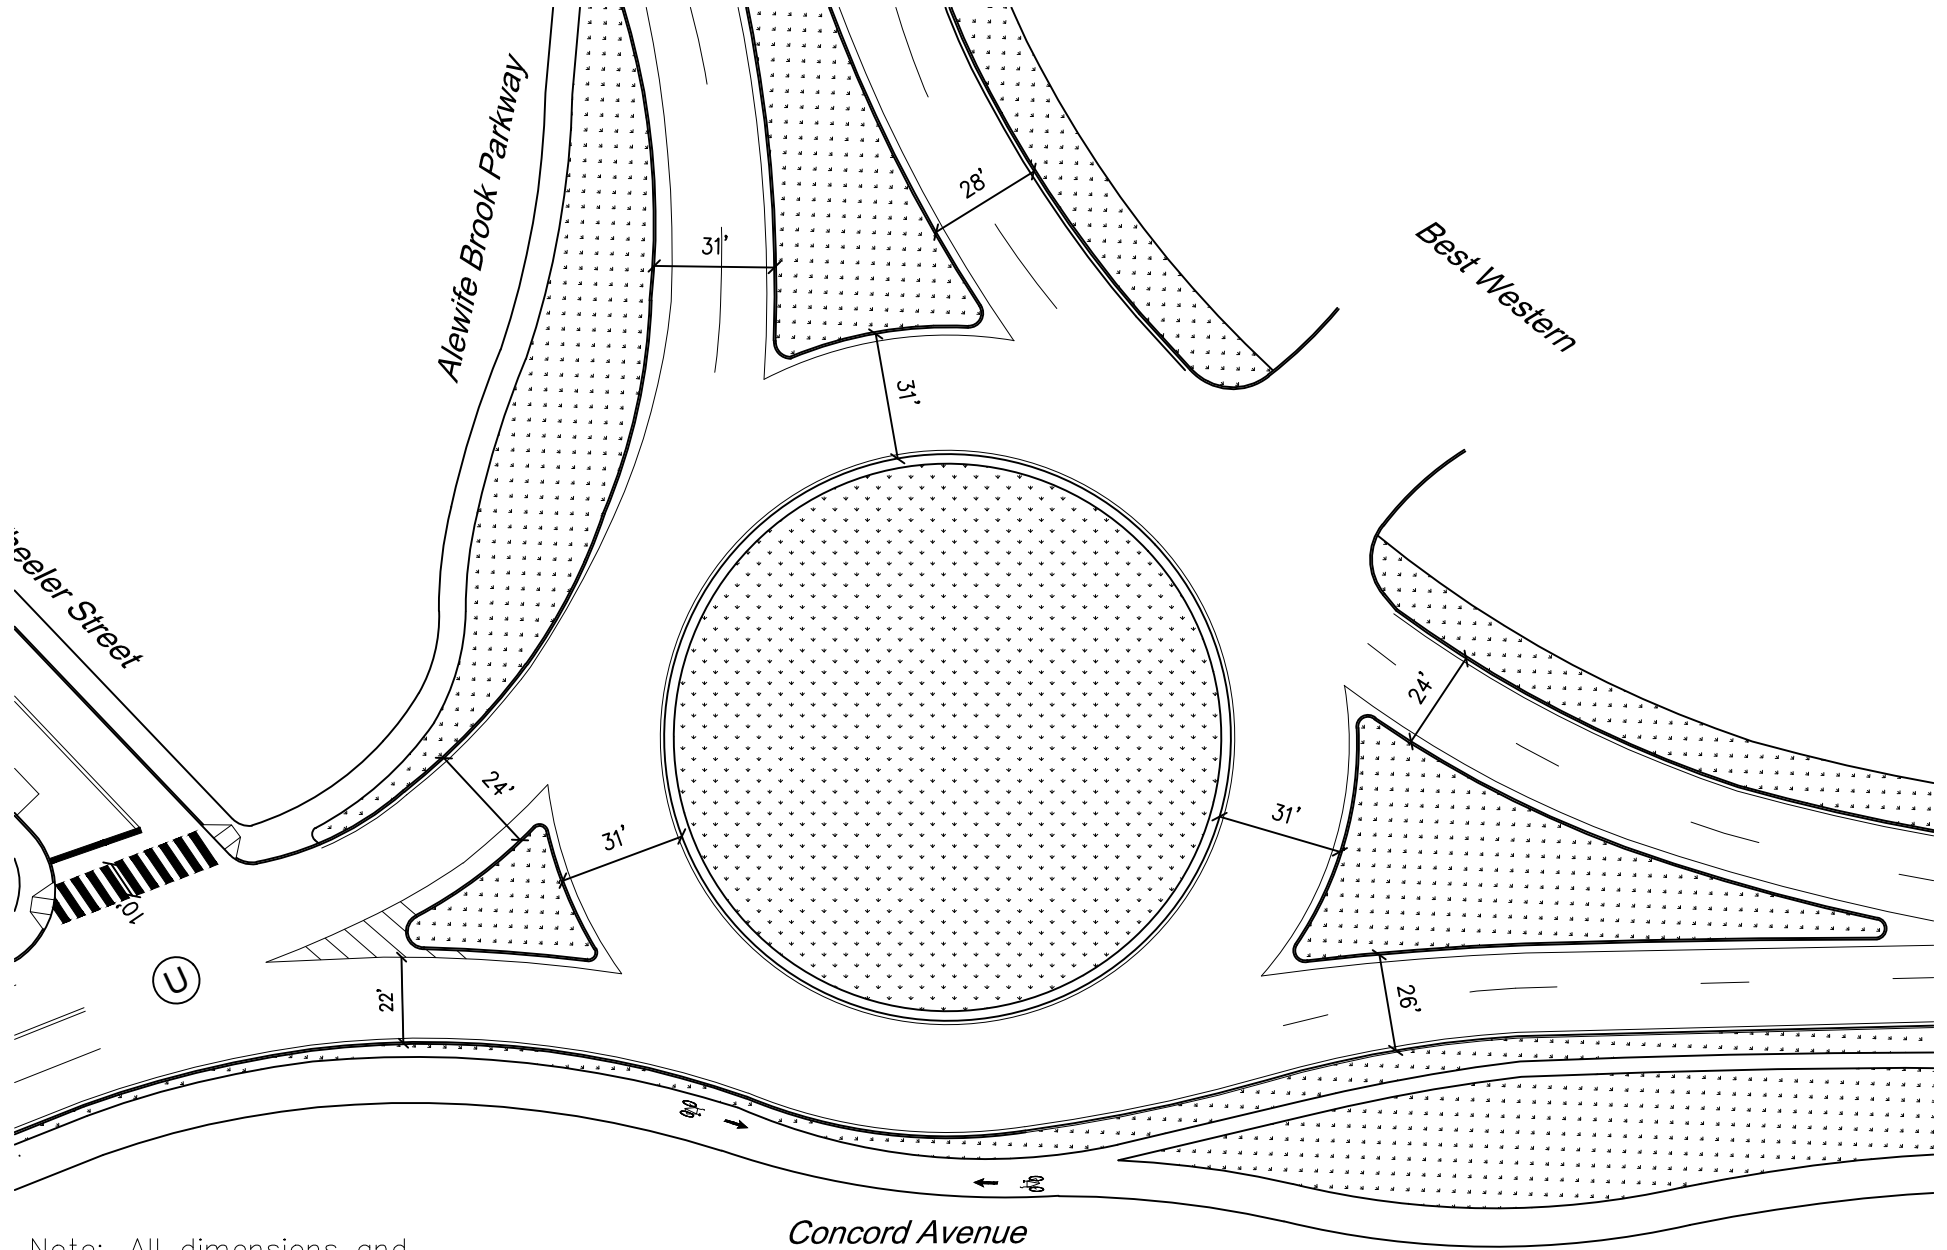 Alewife Brook Parkway
28'
31'
Best Western
31'
eeler Street
24'
24'
31'
31'
10'
U
22'
26'
Concord Avenue
Note: All dimensions and